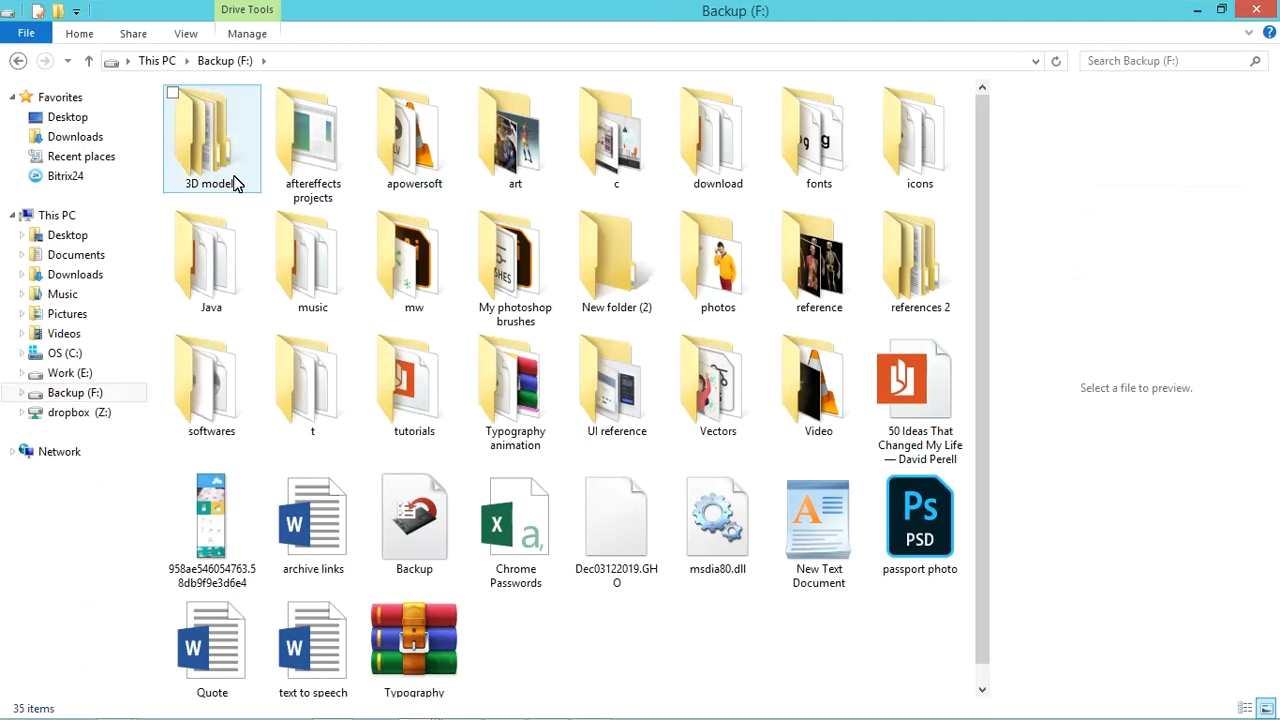 Drive Tools
Backup (F:)
File
Home
Share
View
Manage
This PC
Backup (F:)
Search Backup (F:)
Favorites
Desktop
Downloads
Recent places
Bitrix24
This PC
Desktop
Documents
Downloads
Music
Pictures
Videos
OS (C:)
Work (E:)
Backup (F:)
dropbox (Z:)
Network
aftereffects
projects
apowersoft
art
c
download
fonts
icons
Java
music
mw
My photoshop
brushes
New folder (2)
photos
reference
references 2
softwares
t
tutorials
Typography
animation
UI reference
Vectors
Video
50 Ideas That
Changed My Life
— David Perell
958ae546054763.5
8db9f9e3d6e4
archive links
Backup
Chrome
Passwords
Dec03122019.GH
O
msdia80.dll
New Text
Document
Ps
PSD
passport photo
Quote
text to speech
Typography
Select a file to preview.
35 items